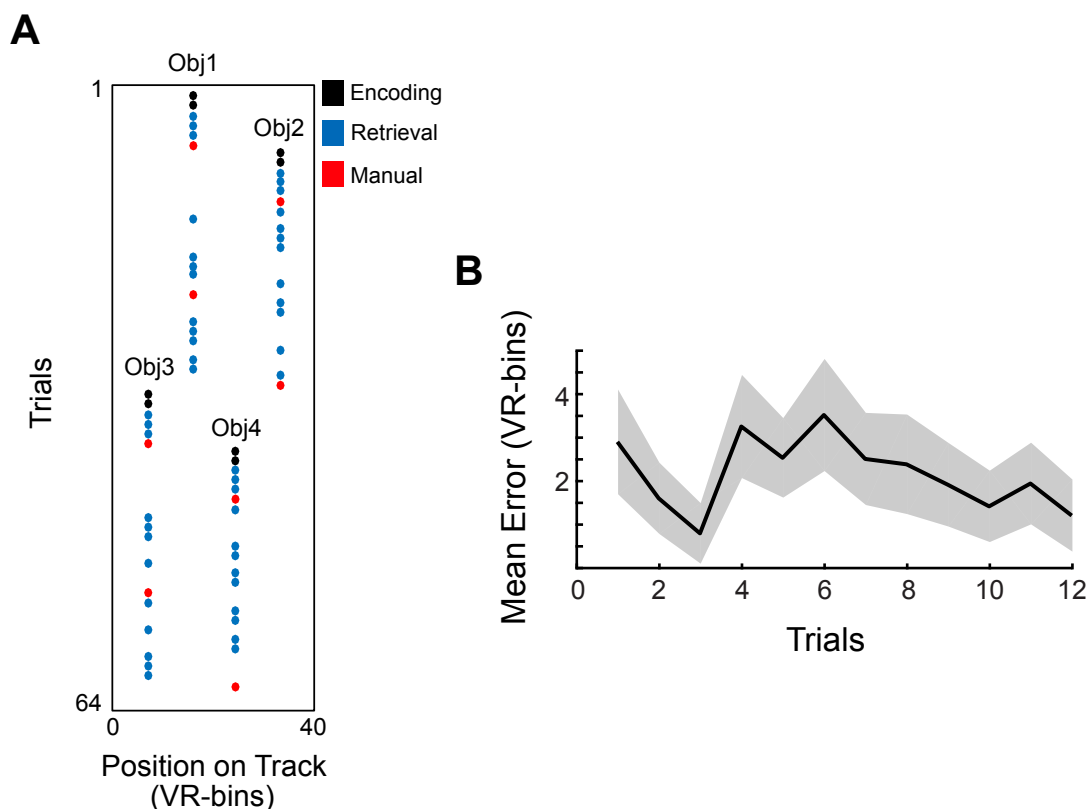 A
Obj1
1
Encoding
Retrieval
Manual
Obj2
Obj3
Obj4
Trials
64
0
40
Position on Track
(VR-bins)
B
Mean Error (VR-bins)
4
2
0
2
4
6
8
10
12
Trials